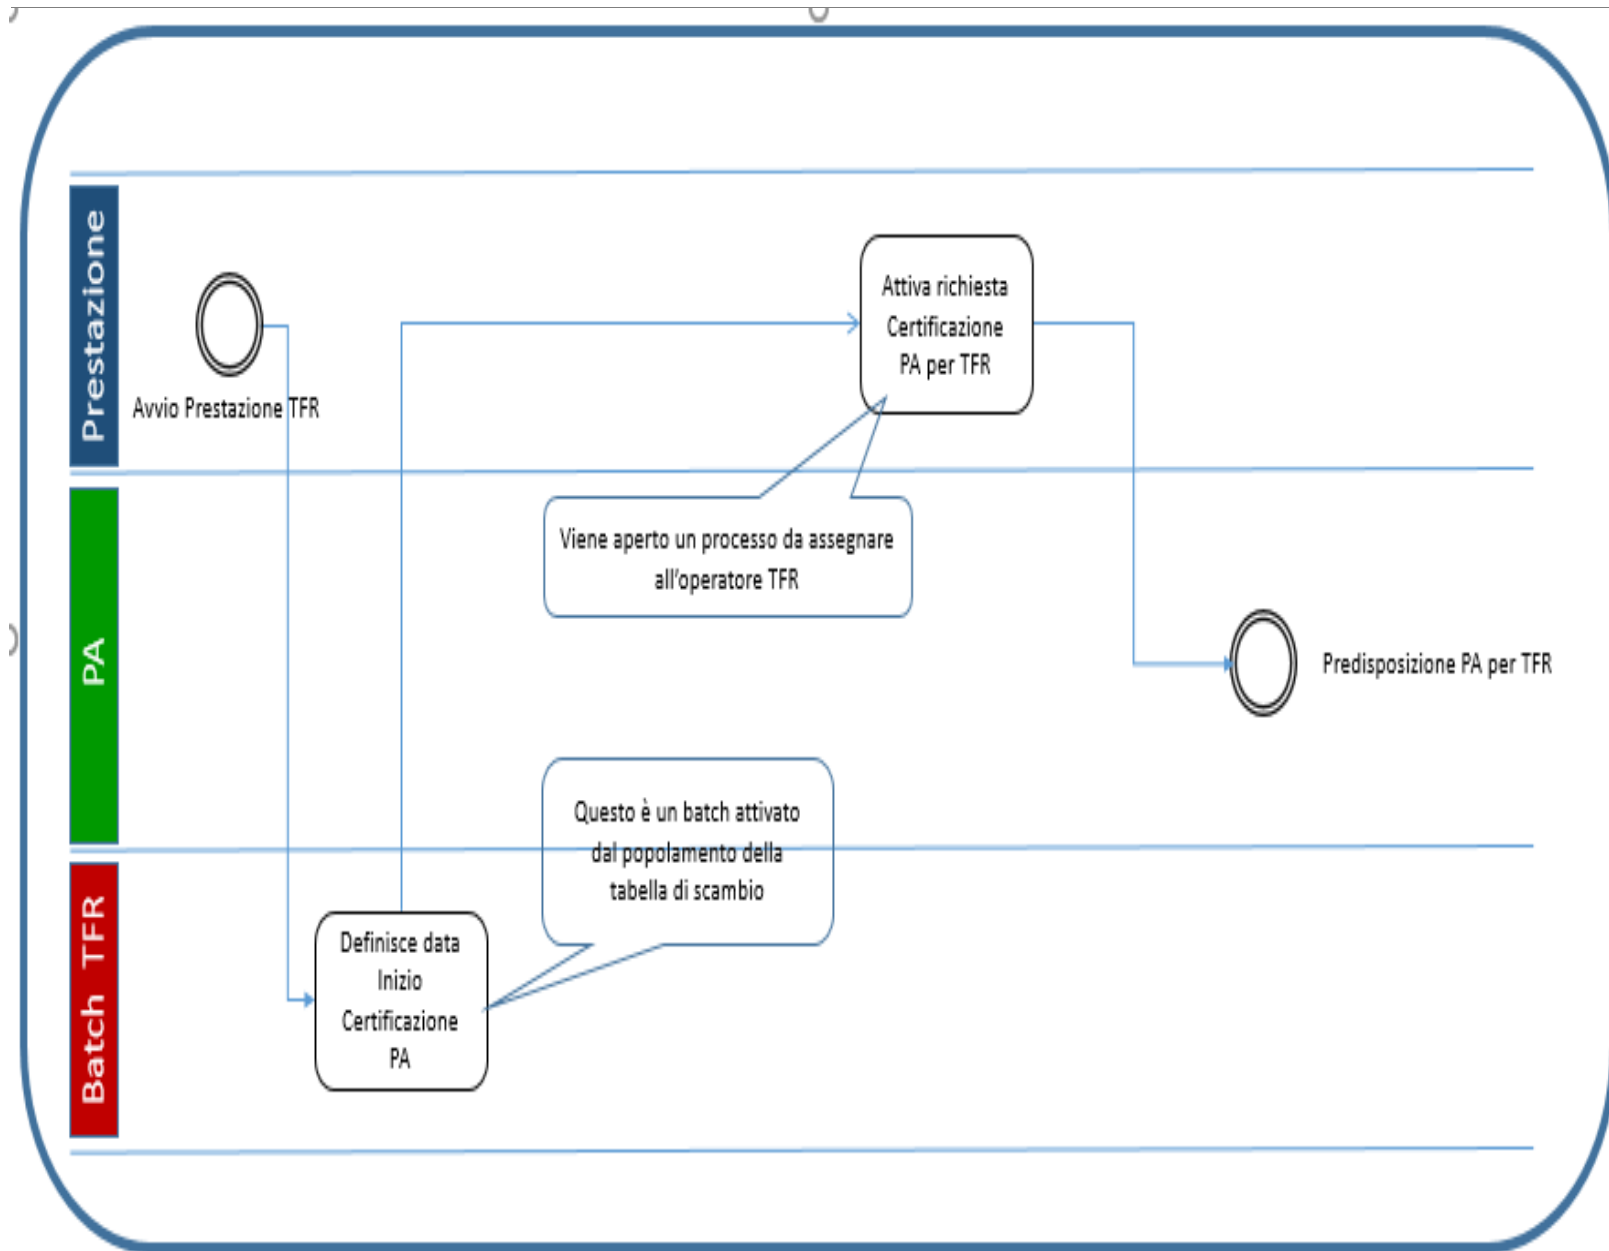 Prestazione
Avvio Prestazione TFR
Attiva richiesta
Certificazione
PA per TFR
PA
Viene aperto un processo da assegnare
all'operatore TFR
Predisposizione PA per TFR
Batch TFR
Questo è un batch attivato
dal popolamento della
tabella di scambio
Definisce data
Inizio
Certificazione
PA